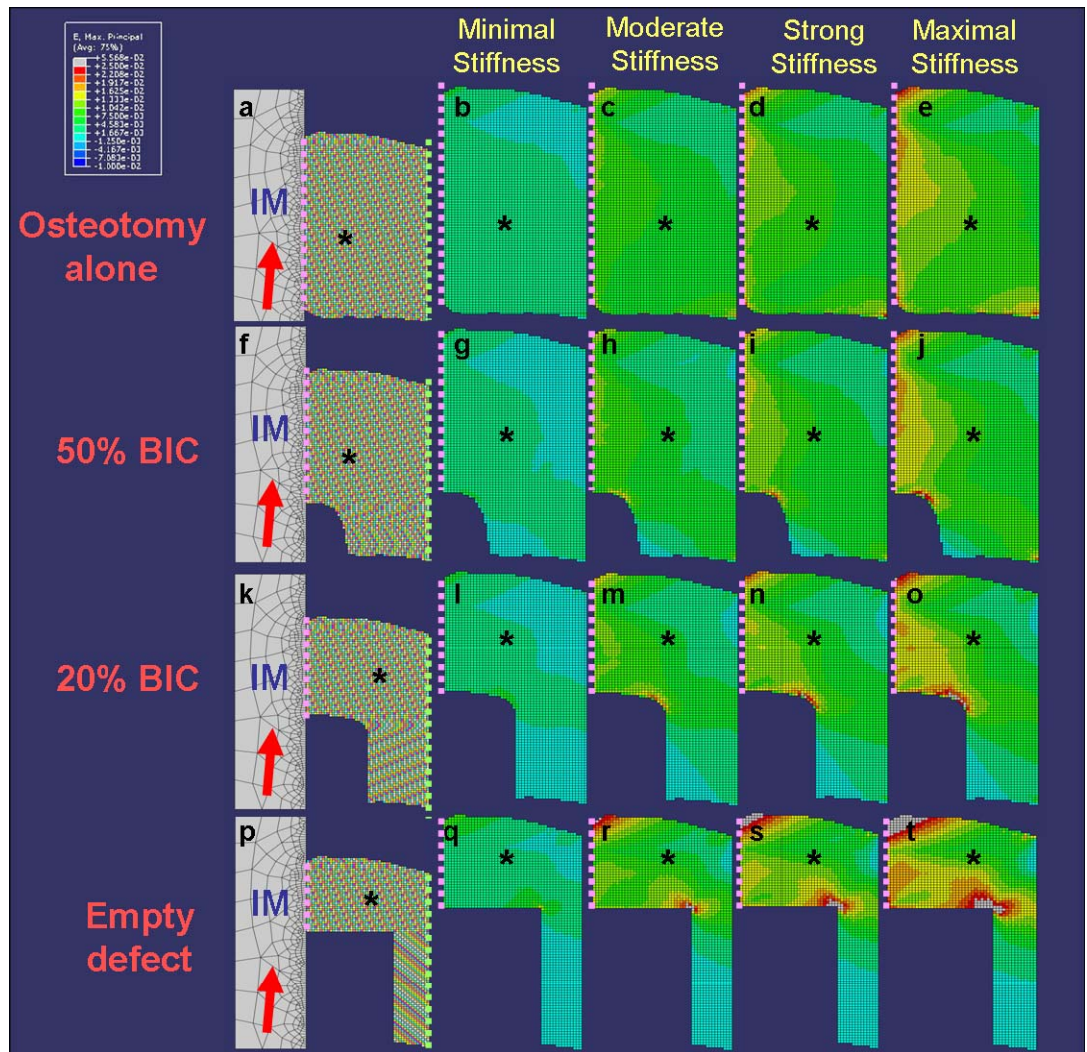 E, Max. Principal
(Avg: 75%)
+5.568e-02
+2.500e-02
+2.208e-02
+1.917e-02
+1.625e-02
+1.333e-02
+1.042e-02
+7.500e-03
+4.583e-03
+1.667e-03
-1.250e-03
-4.167e-03
-7.083e-03
-1.000e-02
Minimal
Stiffness
Moderate
Stiffness
Strong
Stiffness
Maximal
Stiffness
Osteotomy
alone
a
IM
*
b
*
c
*
d
*
e
*
50% BIC
f
IM
*
g
*
h
*
i
*
j
*
20% BIC
k
IM
*
l
*
m
*
n
*
o
*
Empty
defect
p
IM
*
q
*
r
*
s
*
t
*